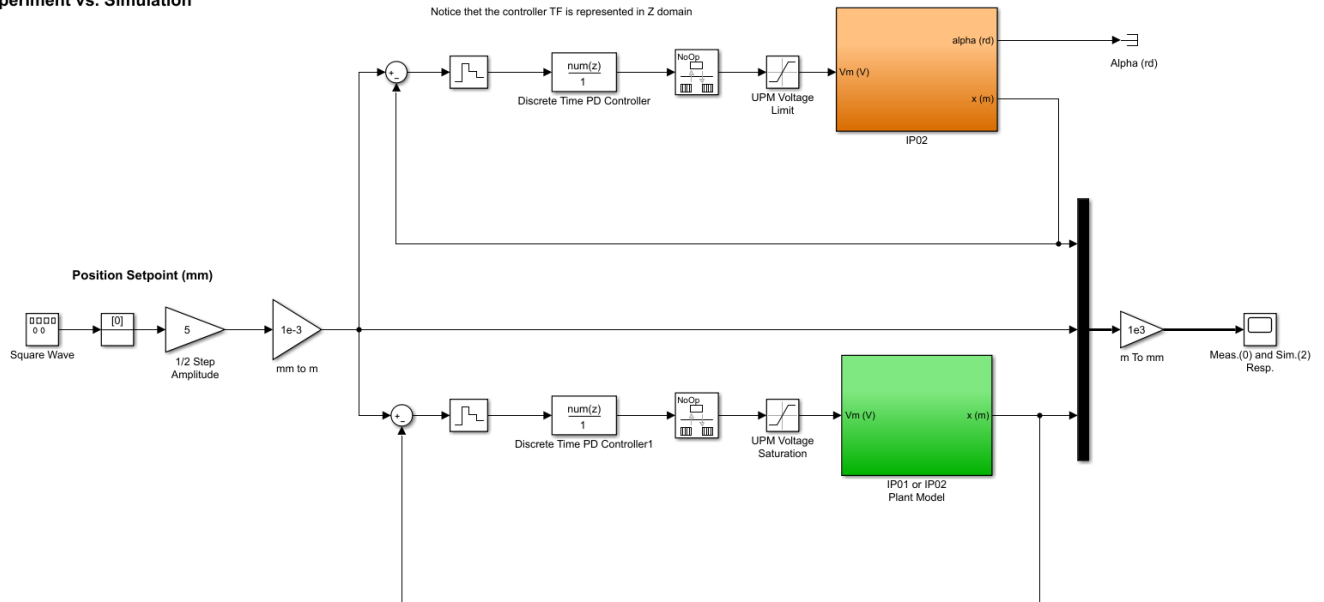 periment vs. Simulation
Notice thet the controller TF is represented in Z domain
+
-
num(z)
1
Discrete Time PD Controller
NoOp
UPM Voltage
Limit
Vm (V)
alpha (rd)
x (m)
IP02
Alpha (rd)
Position Setpoint (mm)
Square Wave
[0]
5
1/2 Step
Amplitude
1e-3
mm to m
1e3
m To mm
Meas.(0) and Sim.(2)
Resp.
+
-
num(z)
1
Discrete Time PD Controller1
NoOp
UPM Voltage
Saturation
Vm (V)
x (m)
IP01 or IP02
Plant Model